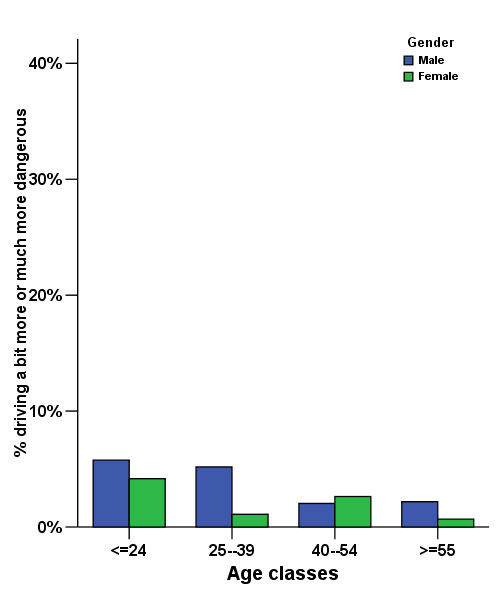 Gender
Male
Female
% driving a bit more or much more dangerous
40%
30%
20%
10%
0%
<=24
25--39
40--54
>=55
Age classes